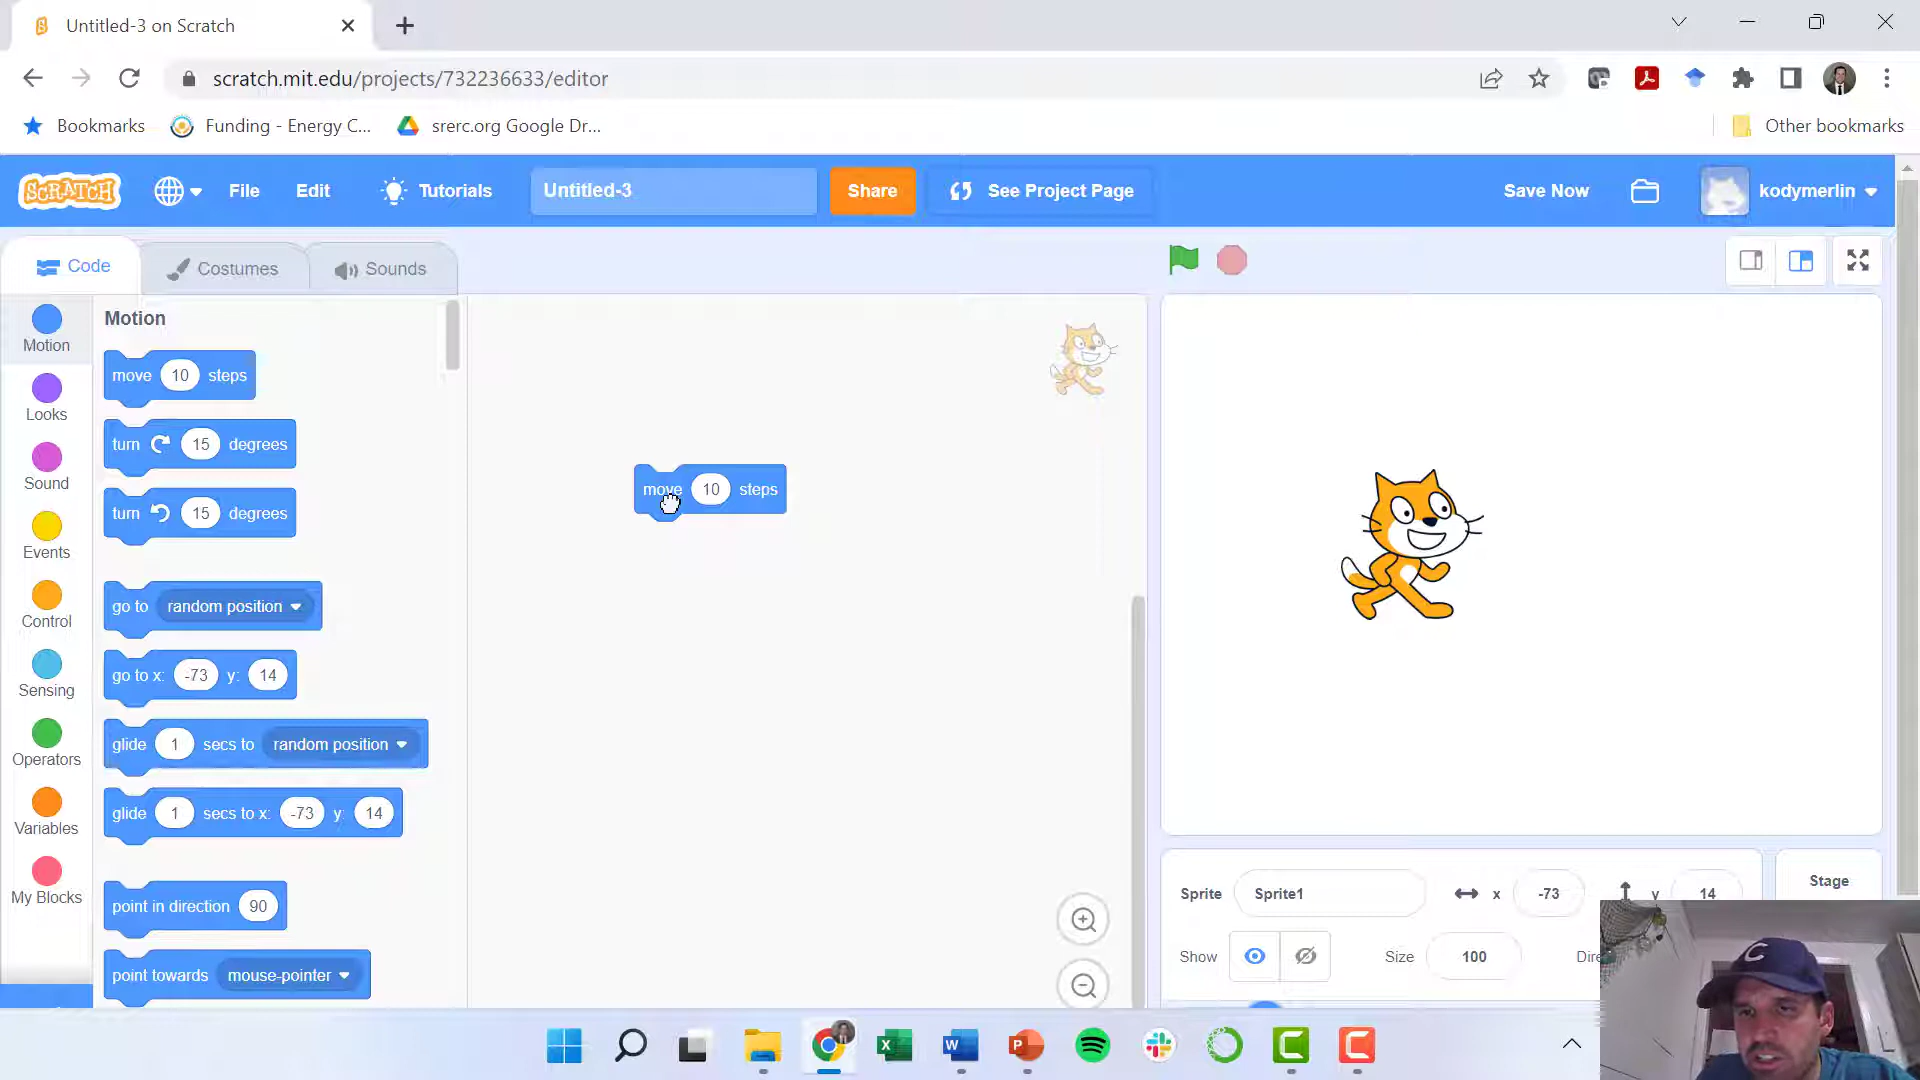 Untitled-3 on Scratch
scratch.mit.edu/projects/732236633/editor
Bookmarks
Funding - Energy C...
srerc.org Google Dr...
Other bookmarks
SCRATCH
File
Edit
Tutorials
Untitled-3
Share
See Project Page
Save Now
kodymerlin
Code
Costumes
Sounds
Motion
Looks
Sound
Events
Control
Sensing
Operators
Variables
My Blocks
Motion
move 10 steps
turn 15 degrees
turn 15 degrees
go to random position
go to x: -73 y: 14
glide 1 secs to random position
glide 1 secs to x: -73 y: 14
point in direction 90
point towards mouse-pointer
move 10 steps
Sprite Sprite1 x -73 y 14
Show Size 100
Stage
C
X
W
P
C
C